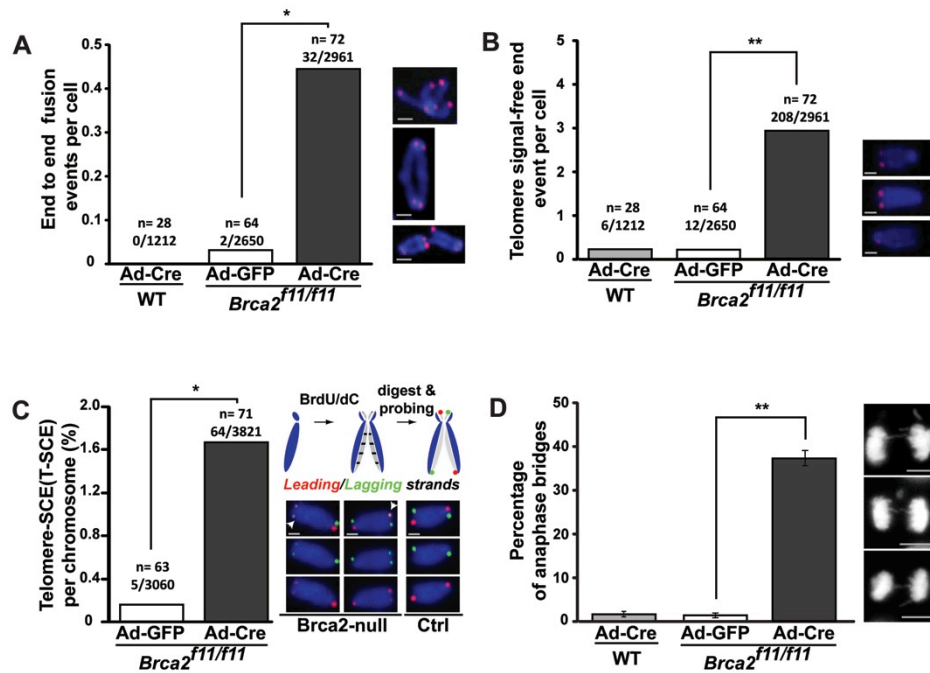 A
End to end fusion
events per cell
0.5
0.4
0.3
0.2
0.1
0
*
n= 28
0/1212
n= 64
2/2650
n= 72
32/2961
Ad-Cre
Ad-GFP
Ad-Cre
WT
Brca2f11/f11
B
Telomere signal-free end
event per cell
5
4
3
2
1
0
**
n= 28
6/1212
n= 64
12/2650
n= 72
208/2961
Ad-Cre
Ad-GFP
Ad-Cre
WT
Brca2f11/f11
C
Telomere-SCE(T-SCE)
per chromosome (%)
2.0
1.6
1.2
0.8
0.4
0
*
n= 63
5/3060
n= 71
64/3821
Ad-GFP
Ad-Cre
Brca2f11/f11
BrdU/dC
digest &
probing
Leading/Lagging strands
Brca2-null
Ctrl
D
Percentage
of anaphase bridges
50
40
30
20
10
0
**
Ad-Cre
Ad-GFP
Ad-Cre
WT
Brca2f11/f11